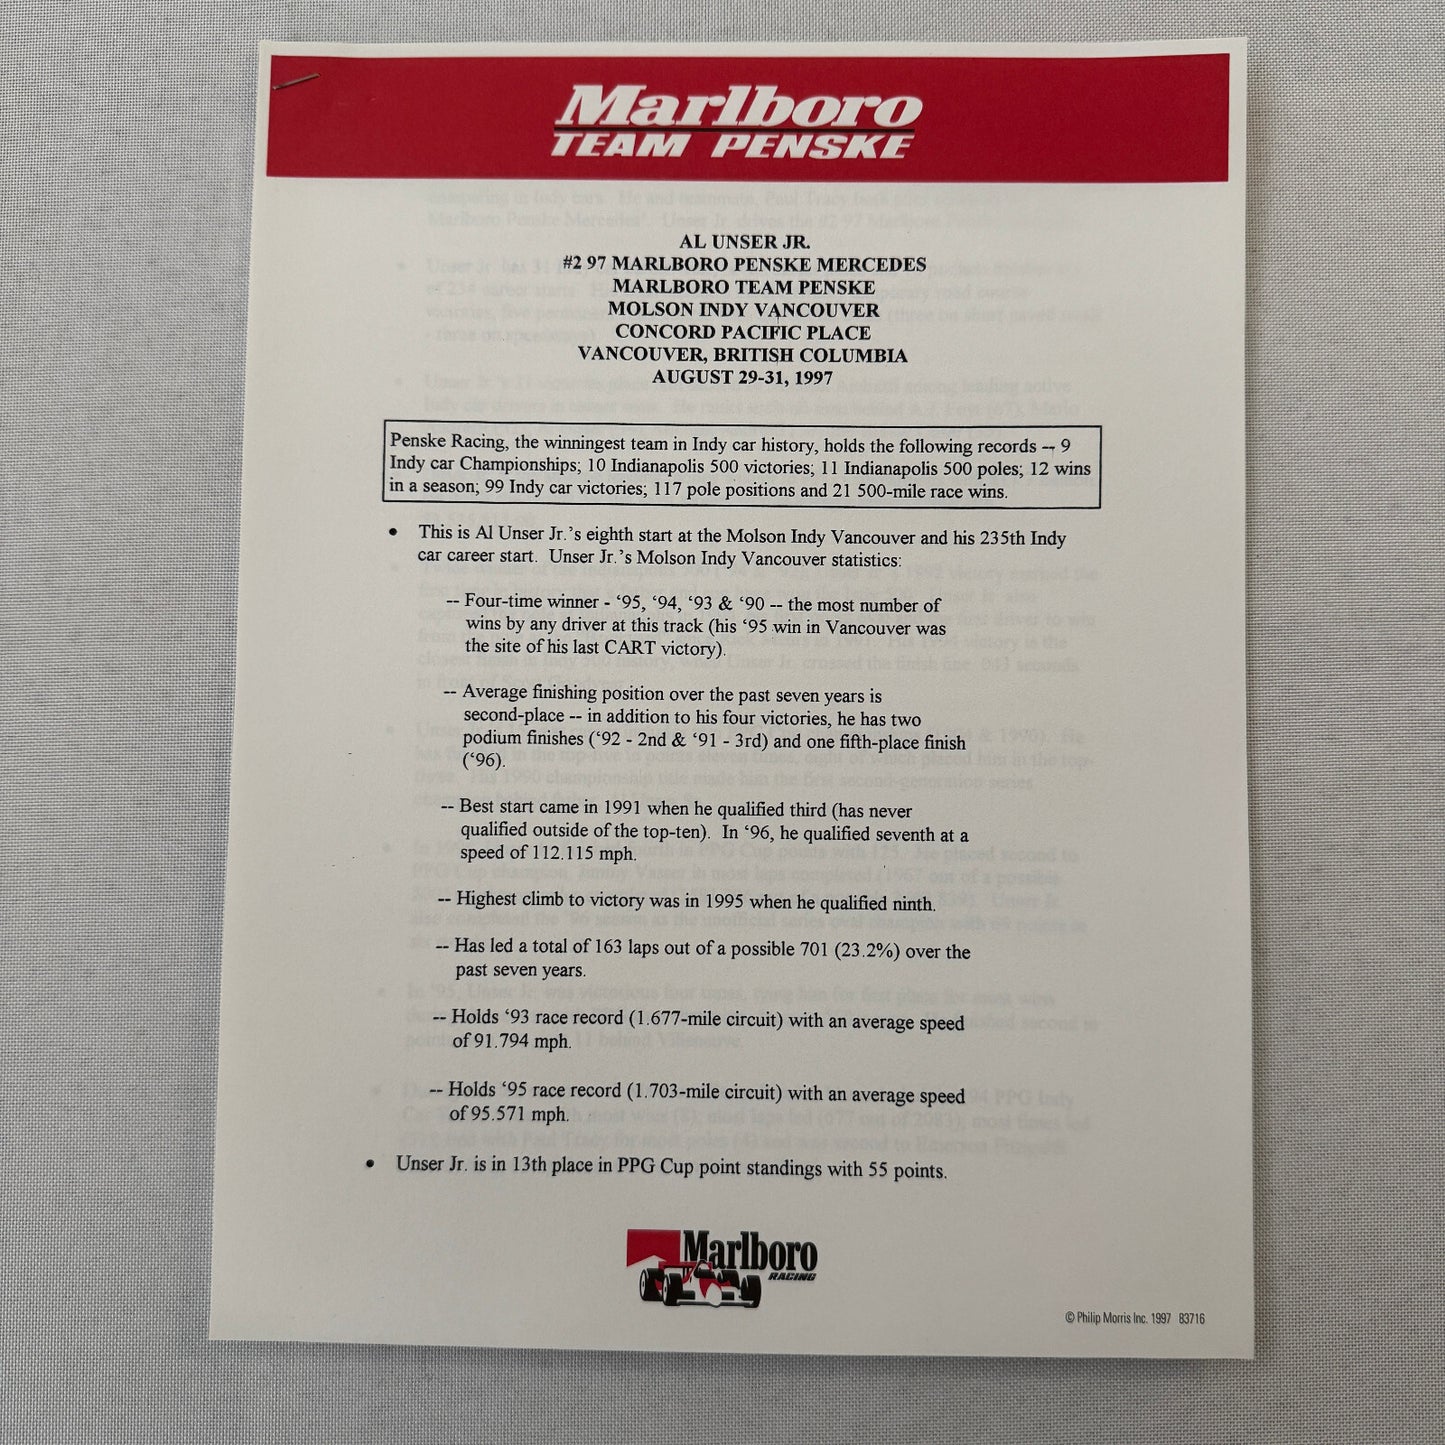 Marlboro
TEAM PENSKE
AL UNSER JR.
#2 97 MARLBORO PENSKE MERCEDES
MARLBORO TEAM PENSKE
MOLSON INDY VANCOUVER
CONCORD PACIFIC PLACE
VANCOUVER, BRITISH COLUMBIA
AUGUST 29-31, 1997
Penske Racing, the winningest team in Indy car history, holds the following records -- 9
Indy car Championships; 10 Indianapolis 500 victories; 11 Indianapolis 500 poles; 12 wins
in a season; 99 Indy car victories; 117 pole positions and 21 500-mile race wins.
• This is Al Unser Jr.'s eighth start at the Molson Indy Vancouver and his 235th Indy
car career start. Unser Jr.'s Molson Indy Vancouver statistics:
-- Four-time winner - ‘95, ‘94, ‘93 & ‘90 -- the most number of
wins by any driver at this track (his ‘95 win in Vancouver was
the site of his last CART victory).
-- Average finishing position over the past seven years is
second-place -- in addition to his four victories, he has two
podium finishes (‘92 - 2nd & ‘91 - 3rd) and one fifth-place finish
(‘96).
-- Best start came in 1991 when he qualified third (has never
qualified outside of the top-ten). In ‘96, he qualified seventh at a
speed of 112.115 mph.
-- Highest climb to victory was in 1995 when he qualified ninth.
-- Has led a total of 163 laps out of a possible 701 (23.2%) over the
past seven years.
-- Holds ‘93 race record (1.677-mile circuit) with an average speed
of 91.794 mph.
-- Holds ‘95 race record (1.703-mile circuit) with an average speed
of 95.571 mph.
• Unser Jr. is in 13th place in PPG Cup point standings with 55 points.
Marlboro
RACING
© Philip Morris Inc. 1997 83716